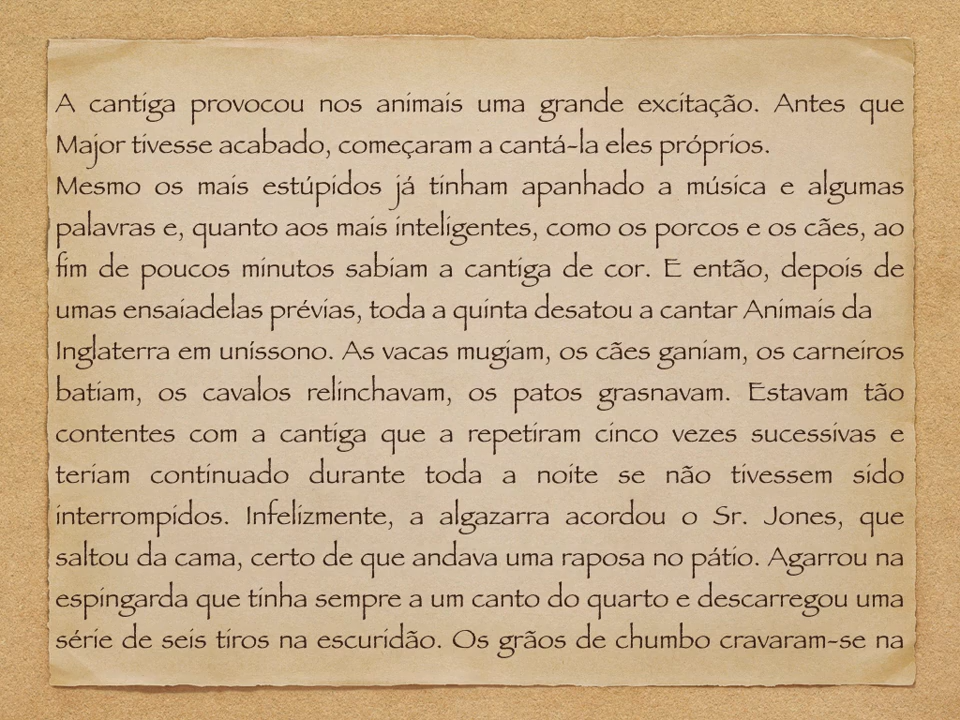 A cantiga provocou nos animais uma grande excitação. Antes que
Major tivesse acabado, começaram a cantá-la eles próprios.
Mesmo os mais estúpidos já tinham apanhado a música e algumas
palavras e, quanto aos mais inteligentes, como os porcos e os cães, ao
fim de poucos minutos sabiam a cantiga de cor. E então, depois de
umas ensaiadelas prévias, toda a quinta desatou a cantar Animais da
Inglaterra em uníssono. As vacas mugiam, os cães ganiam, os carneiros
batiam, os cavalos relinchavam, os patos grasnavam. Estavam tão
contentes com a cantiga que a repetiram cinco vezes sucessivas e
teriam continuado durante toda a noite se não tivessem sido
interrompidos. Infelizmente, a algazarra acordou o Sr. Jones, que
saltou da cama, certo de que andava uma raposa no pátio. Agarrou na
espingarda que tinha sempre a um canto do quarto e descarregou uma
série de seis tiros na escuridão. Os grãos de chumbo cravaram-se na